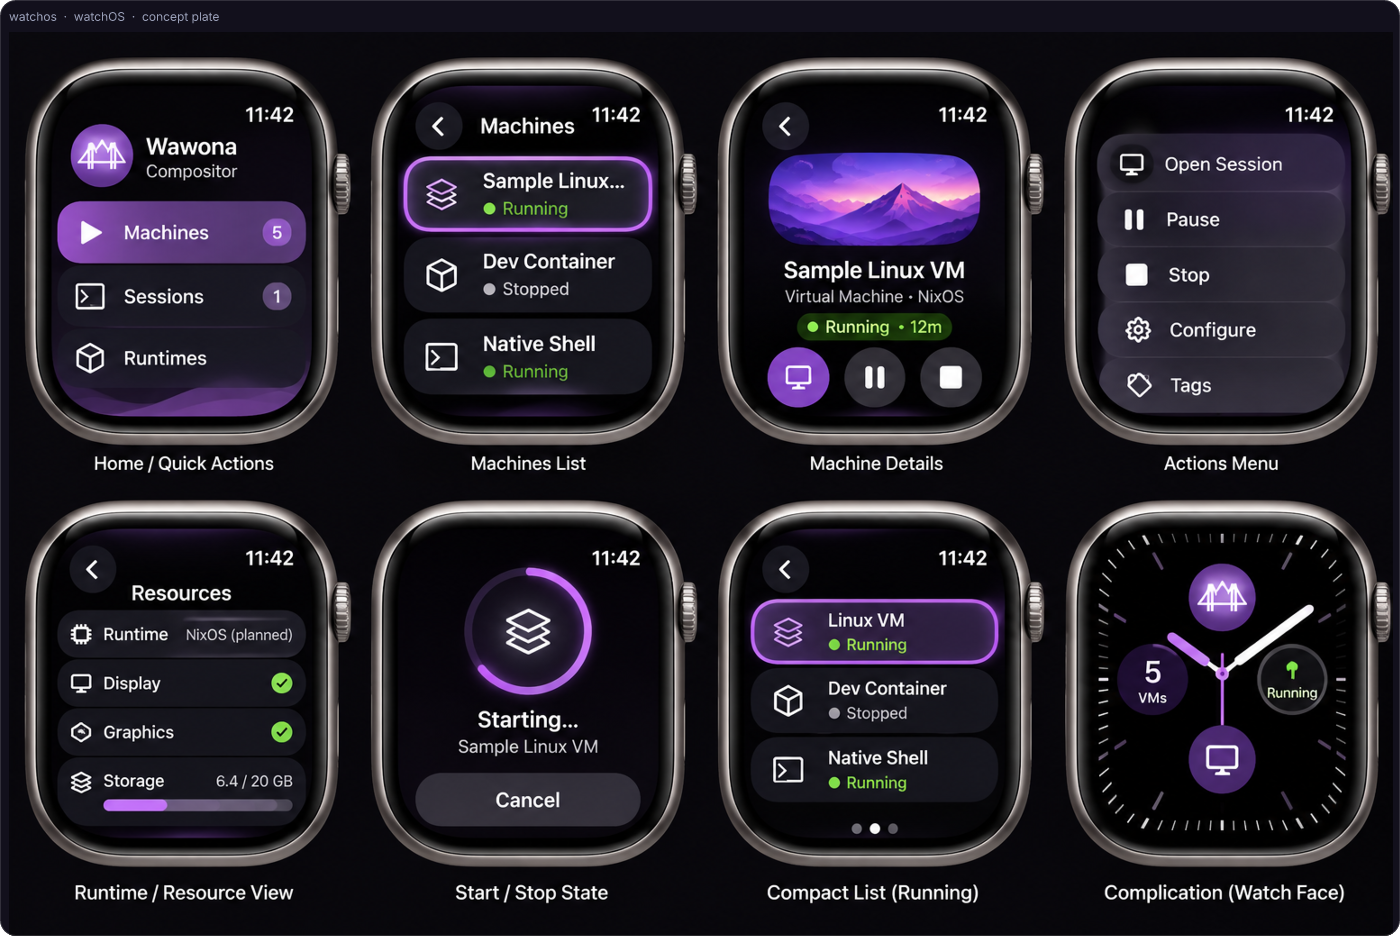 watchos · watchOS · concept plate
11:42
Wawona
Compositor
Machines 5
Sessions 1
Runtimes
Home / Quick Actions
11:42
Machines
Sample Linux...
Running
Dev Container
Stopped
Native Shell
Running
Machines List
11:42
Sample Linux VM
Virtual Machine • NixOS
Running • 12m
Machine Details
11:42
Open Session
Pause
Stop
Configure
Tags
Actions Menu
11:42
Resources
Runtime NixOS (planned)
Display
Graphics
Storage 6.4 / 20 GB
Runtime / Resource View
11:42
Starting...
Sample Linux VM
Cancel
Start / Stop State
11:42
Linux VM
Running
Dev Container
Stopped
Native Shell
Running
Compact List (Running)
5
VMs
Running
Complication (Watch Face)